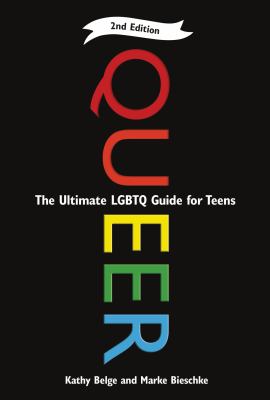 2nd Edition
QUEER
The Ultimate LGBTQ Guide for Teens
Kathy Belge and Marke Bieschke